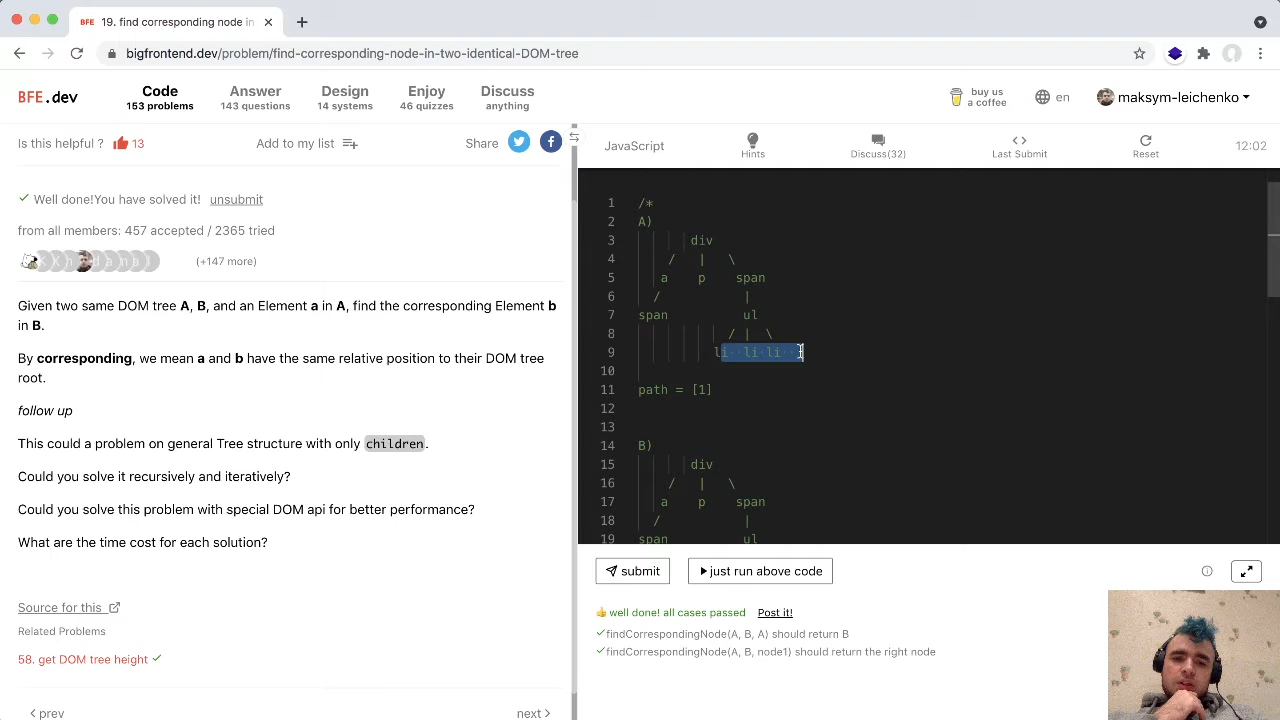 BFE 19. find corresponding node in
bigfrontend.dev/problem/find-corresponding-node-in-two-identical-DOM-tree
BFE.dev
Code
153 problems
Answer
143 questions
Design
14 systems
Enjoy
46 quizzes
Discuss
anything
buy us
a coffee
en
maksym-leichenko
Is this helpful ? 13
Add to my list
Share
Well done!You have solved it! unsubmit
from all members: 457 accepted / 2365 tried
(+147 more)
Given two same DOM tree A, B, and an Element a in A, find the corresponding Element b
in B.
By corresponding, we mean a and b have the same relative position to their DOM tree
root.
follow up
This could a problem on general Tree structure with only children.
Could you solve it recursively and iteratively?
Could you solve this problem with special DOM api for better performance?
What are the time cost for each solution?
Source for this
Related Problems
58. get DOM tree height
prev
next
JavaScript
Hints
Discuss(32)
Last Submit
Reset
12:02
1 /*
2 A)
3 div
4 / | \
5 a p span
6 / |
7 span ul
8 / | \
9 li li li
10
11 path = [1]
12
13
14 B)
15 div
16 / | \
17 a p span
18 / |
19 span ul
submit
just run above code
well done! all cases passed Post it!
findCorrespondingNode(A, B, A) should return B
findCorrespondingNode(A, B, node1) should return the right node